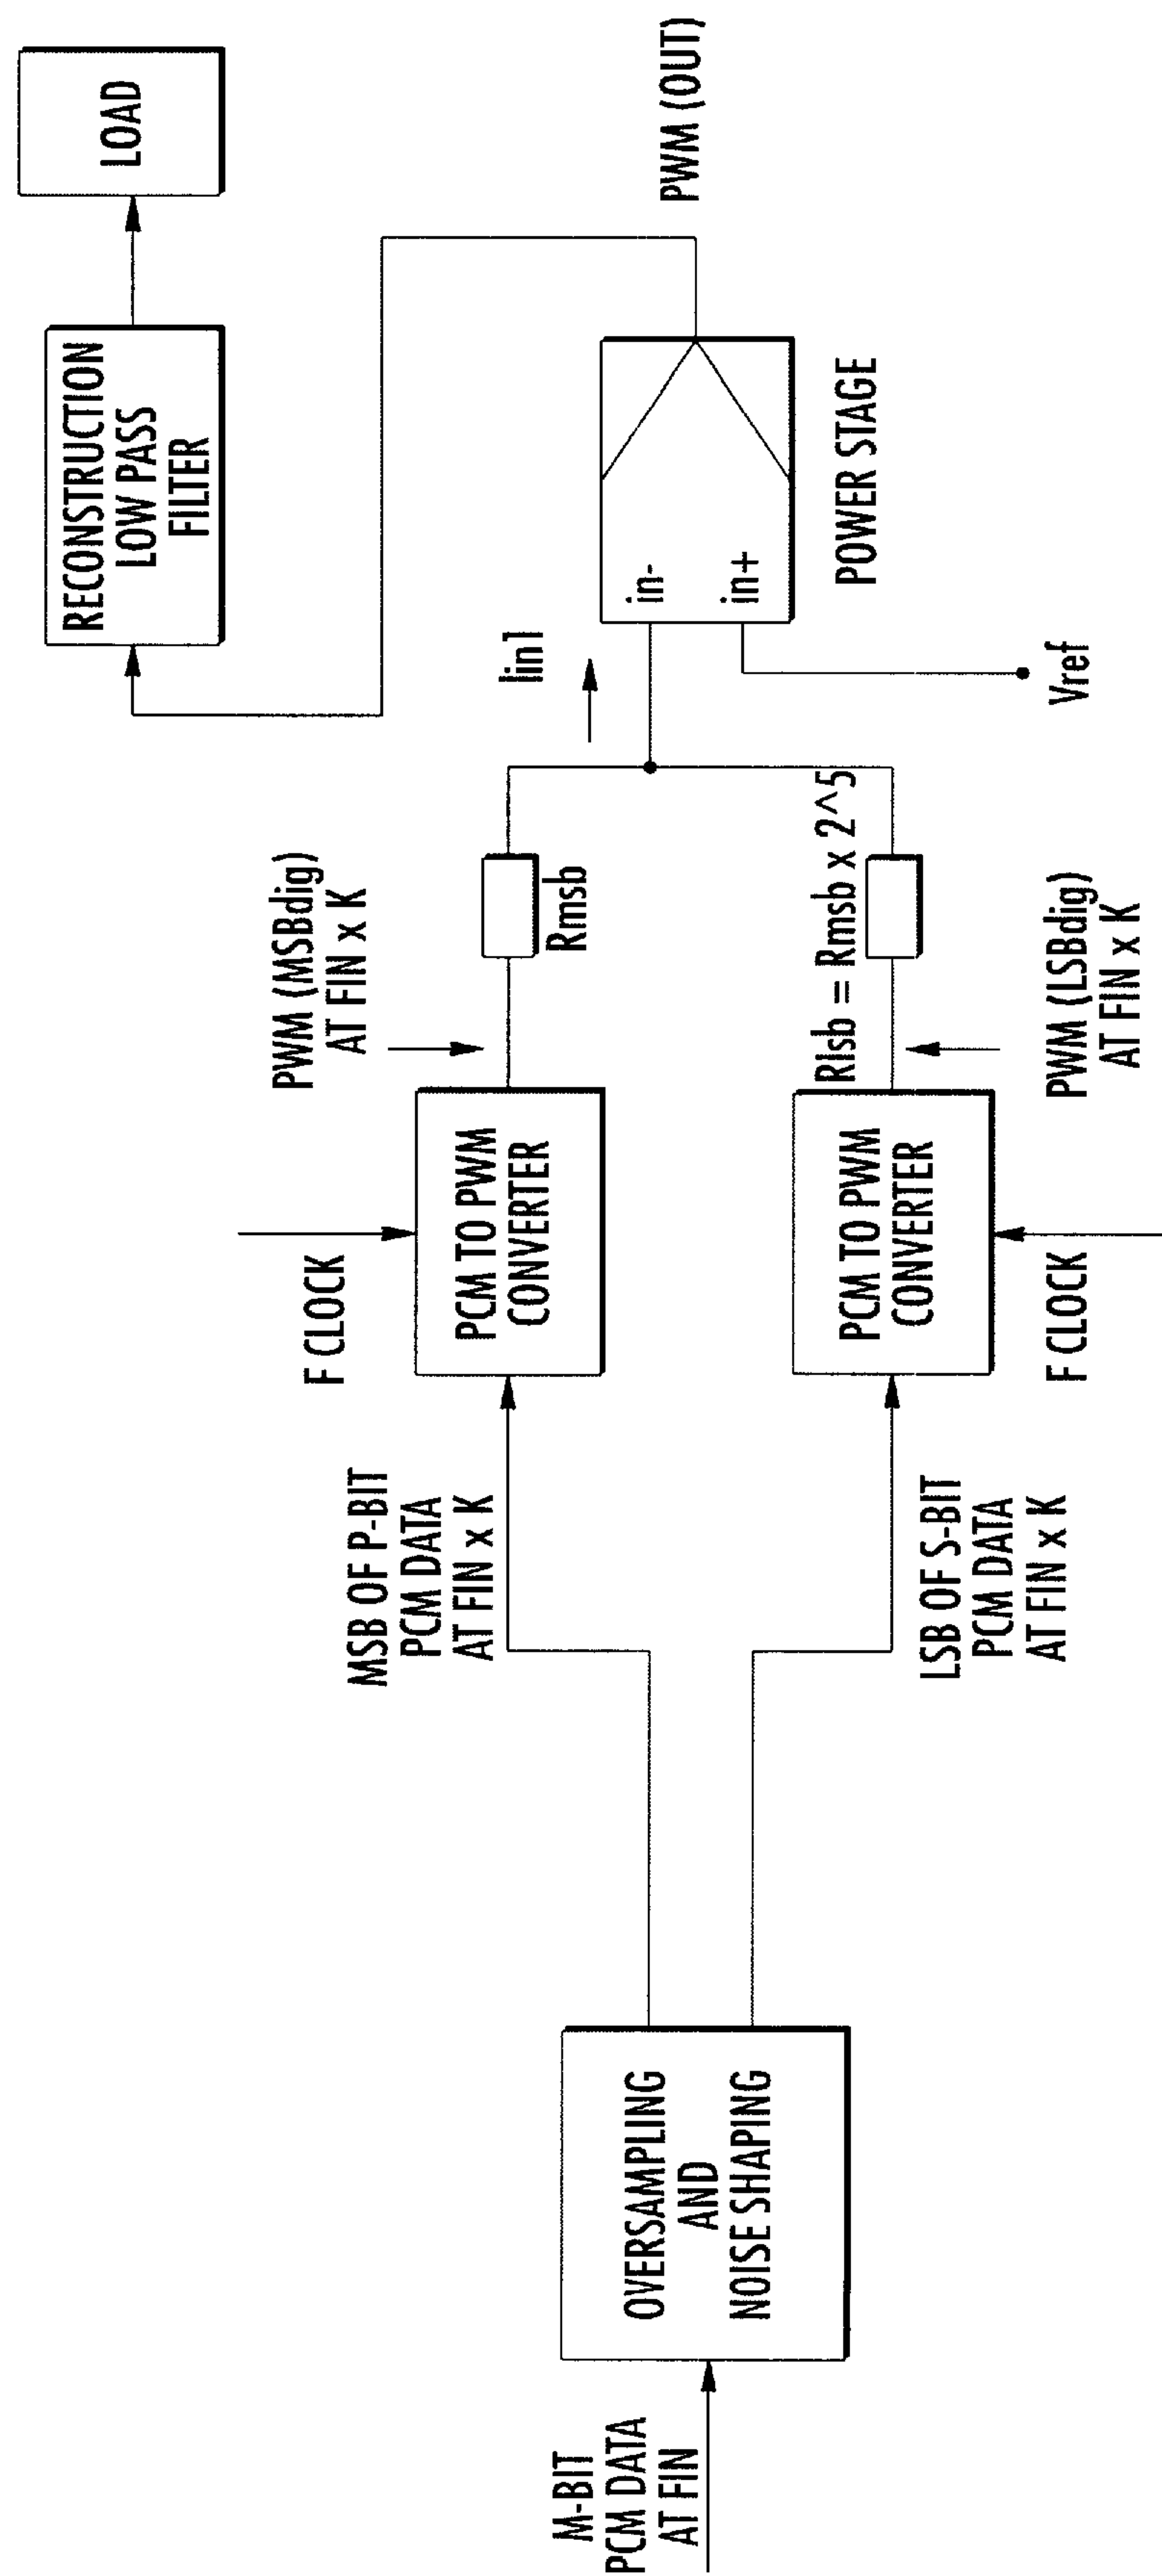 M-BIT
PCM DATA
AT FIN
OVERSAMPLING
AND
NOISE SHAPING
MSB OF P-BIT
PCM DATA
AT FIN x K
LSB OF S-BIT
PCM DATA
AT FIN x K
F CLOCK
PCM TO PWM
CONVERTER
PCM TO PWM
CONVERTER
F CLOCK
PWM (MSBdig)
AT FIN x K
Rmsb
Rlsb = Rmsb x 2^5
PWM (LSBdig)
AT FIN x K
Iin1
in-
in+
Vref
POWER STAGE
PWM (OUT)
RECONSTRUCTION
LOW PASS
FILTER
LOAD